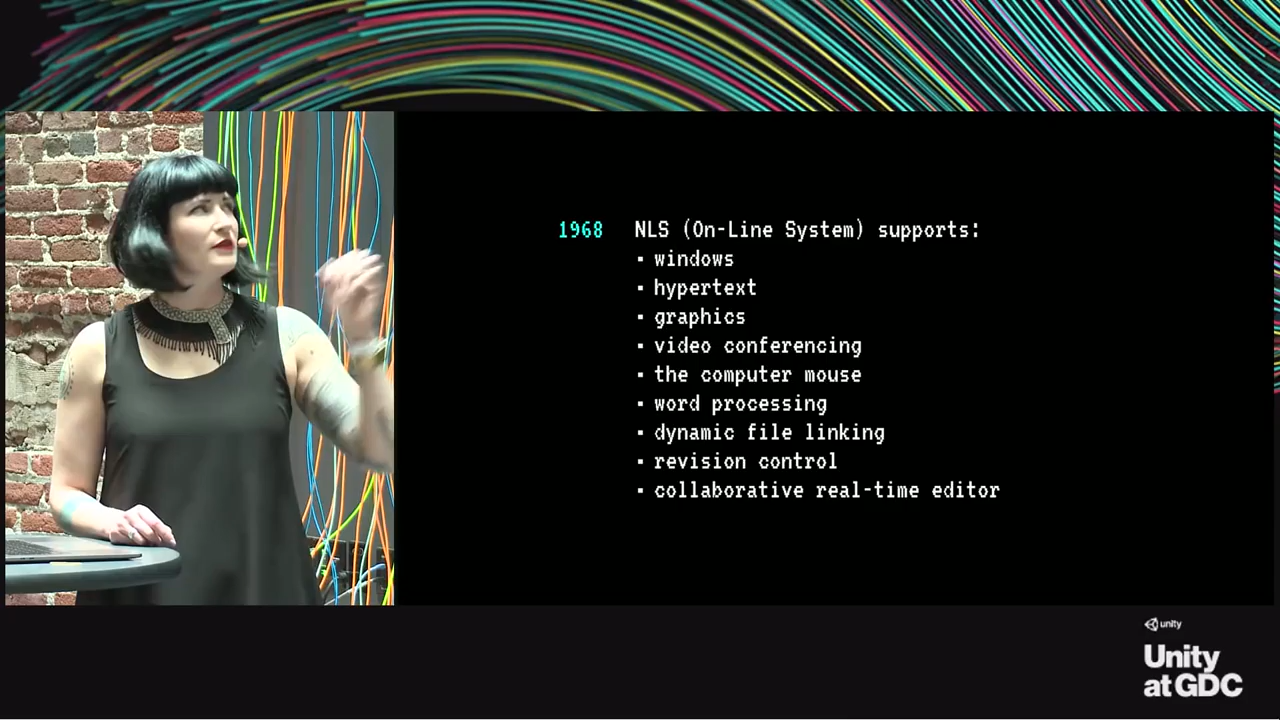 1968 NLS (On-Line System) supports:
▪ windows
▪ hypertext
▪ graphics
▪ video conferencing
▪ the computer mouse
▪ word processing
▪ dynamic file linking
▪ revision control
▪ collaborative real-time editor
unity
Unity
at GDC